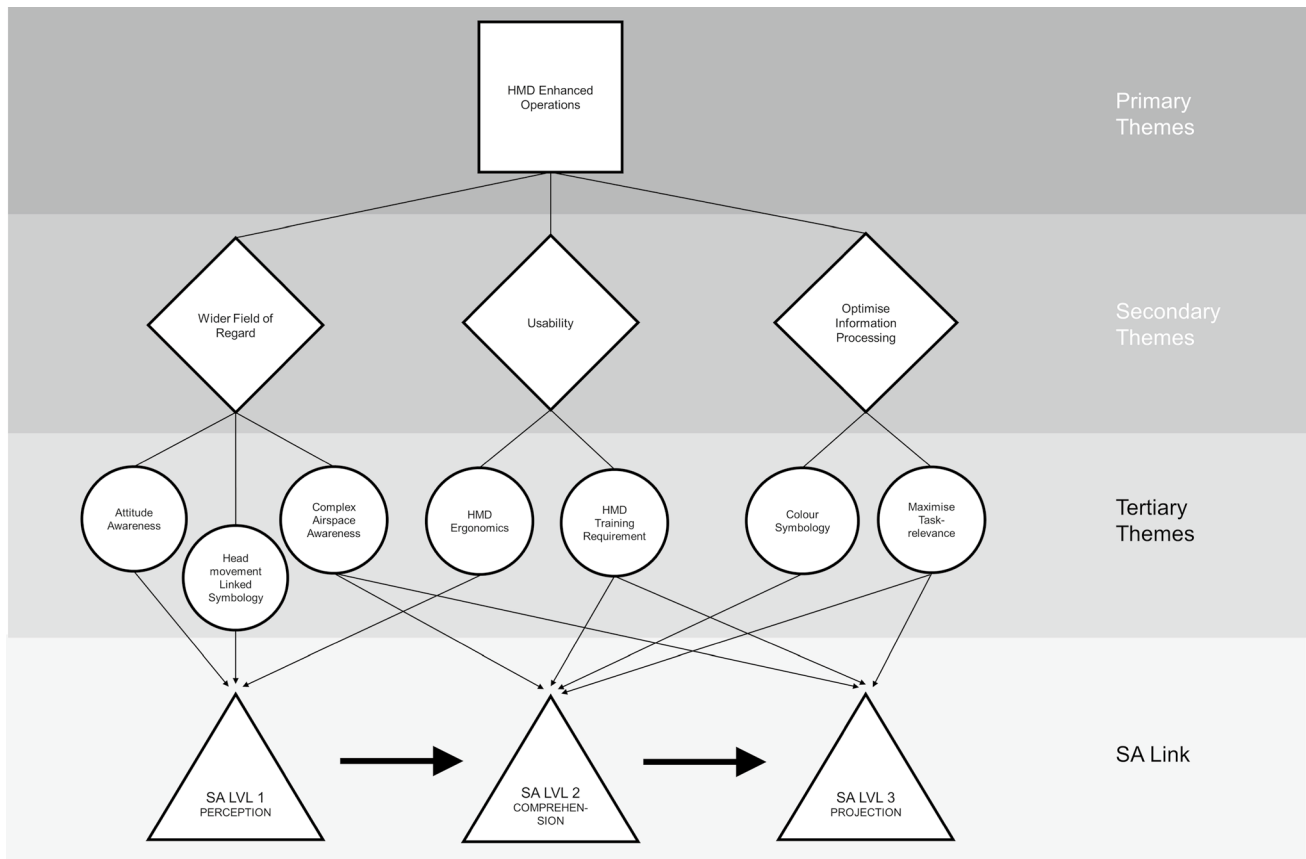 HMD Enhanced
Operations
Primary
Themes
Wider Field of
Regard
Usability
Optimise
Information
Processing
Secondary
Themes
Attitude
Awareness
Head
movement
Linked
Symbology
Complex
Airspace
Awareness
HMD
Ergonomics
HMD
Training
Requirement
Colour
Symbology
Maximise
Task-
relevance
Tertiary
Themes
SA LVL 1
PERCEPTION
SA LVL 2
COMPREHEN-
SION
SA LVL 3
PROJECTION
SA Link